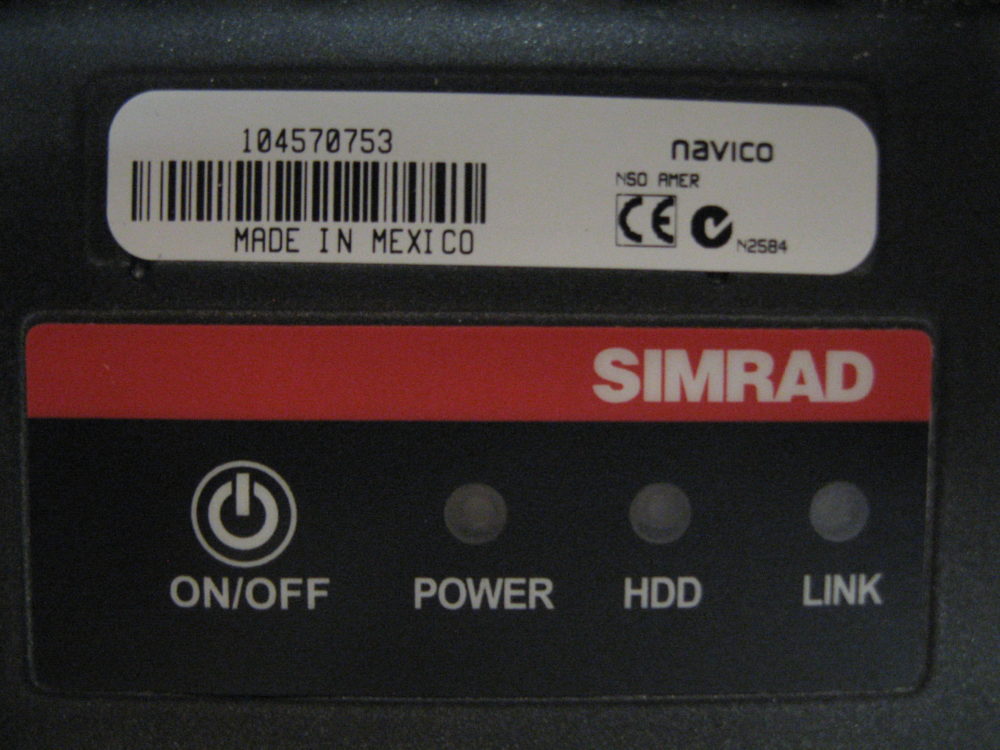 104570753
MADE IN MEXICO
navico
NSO AMER
CE
N2584
SIMRAD
ON/OFF
POWER
HDD
LINK